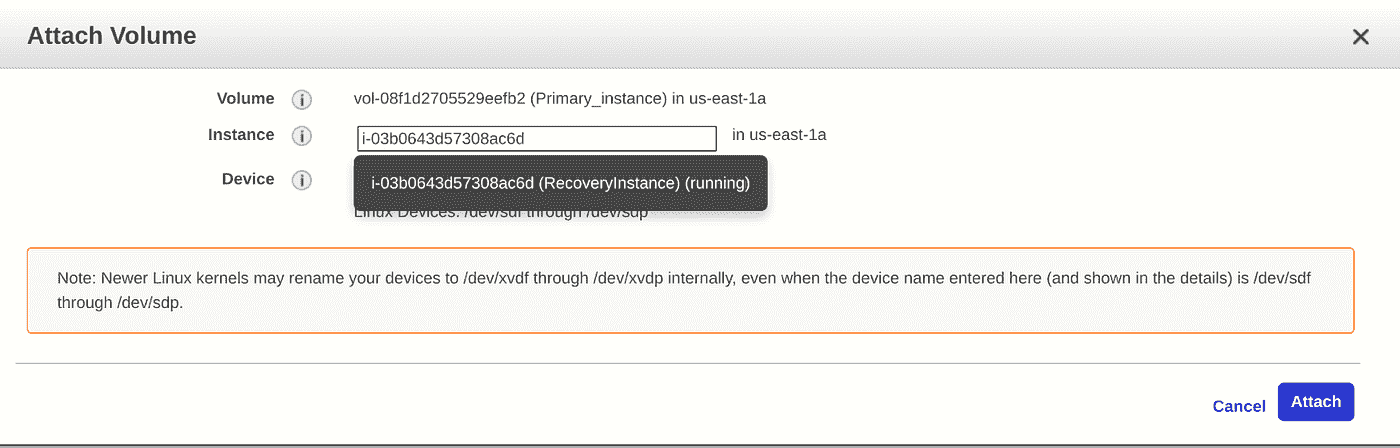 Attach Volume
Volume vol-08f1d2705529eefb2 (Primary_instance) in us-east-1a
Instance i-03b0643d57308ac6d in us-east-1a
Device i-03b0643d57308ac6d (RecoveryInstance) (running)
Linux Devices: /dev/sdf through /dev/sdp
Note: Newer Linux kernels may rename your devices to /dev/xvdf through /dev/xvdp internally, even when the device name entered here (and shown in the details) is /dev/sdf
through /dev/sdp.
Cancel Attach